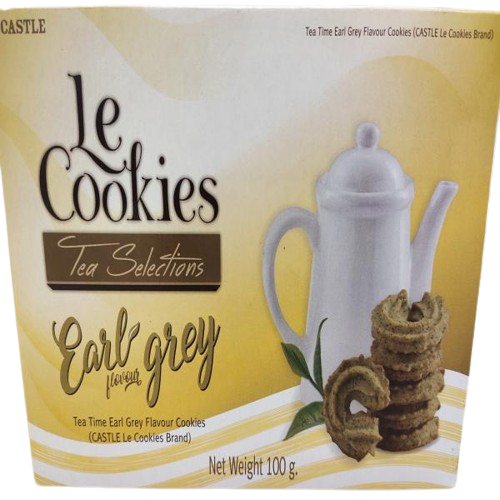 CASTLE
Tea Time Earl Grey Flavour Cookies (CASTLE Le Cookies Brand)
Le
Cookies
Tea Selections
Earl grey
flavour
Tea Time Earl Grey Flavour Cookies
(CASTLE Le Cookies Brand)
Net Weight 100 g.